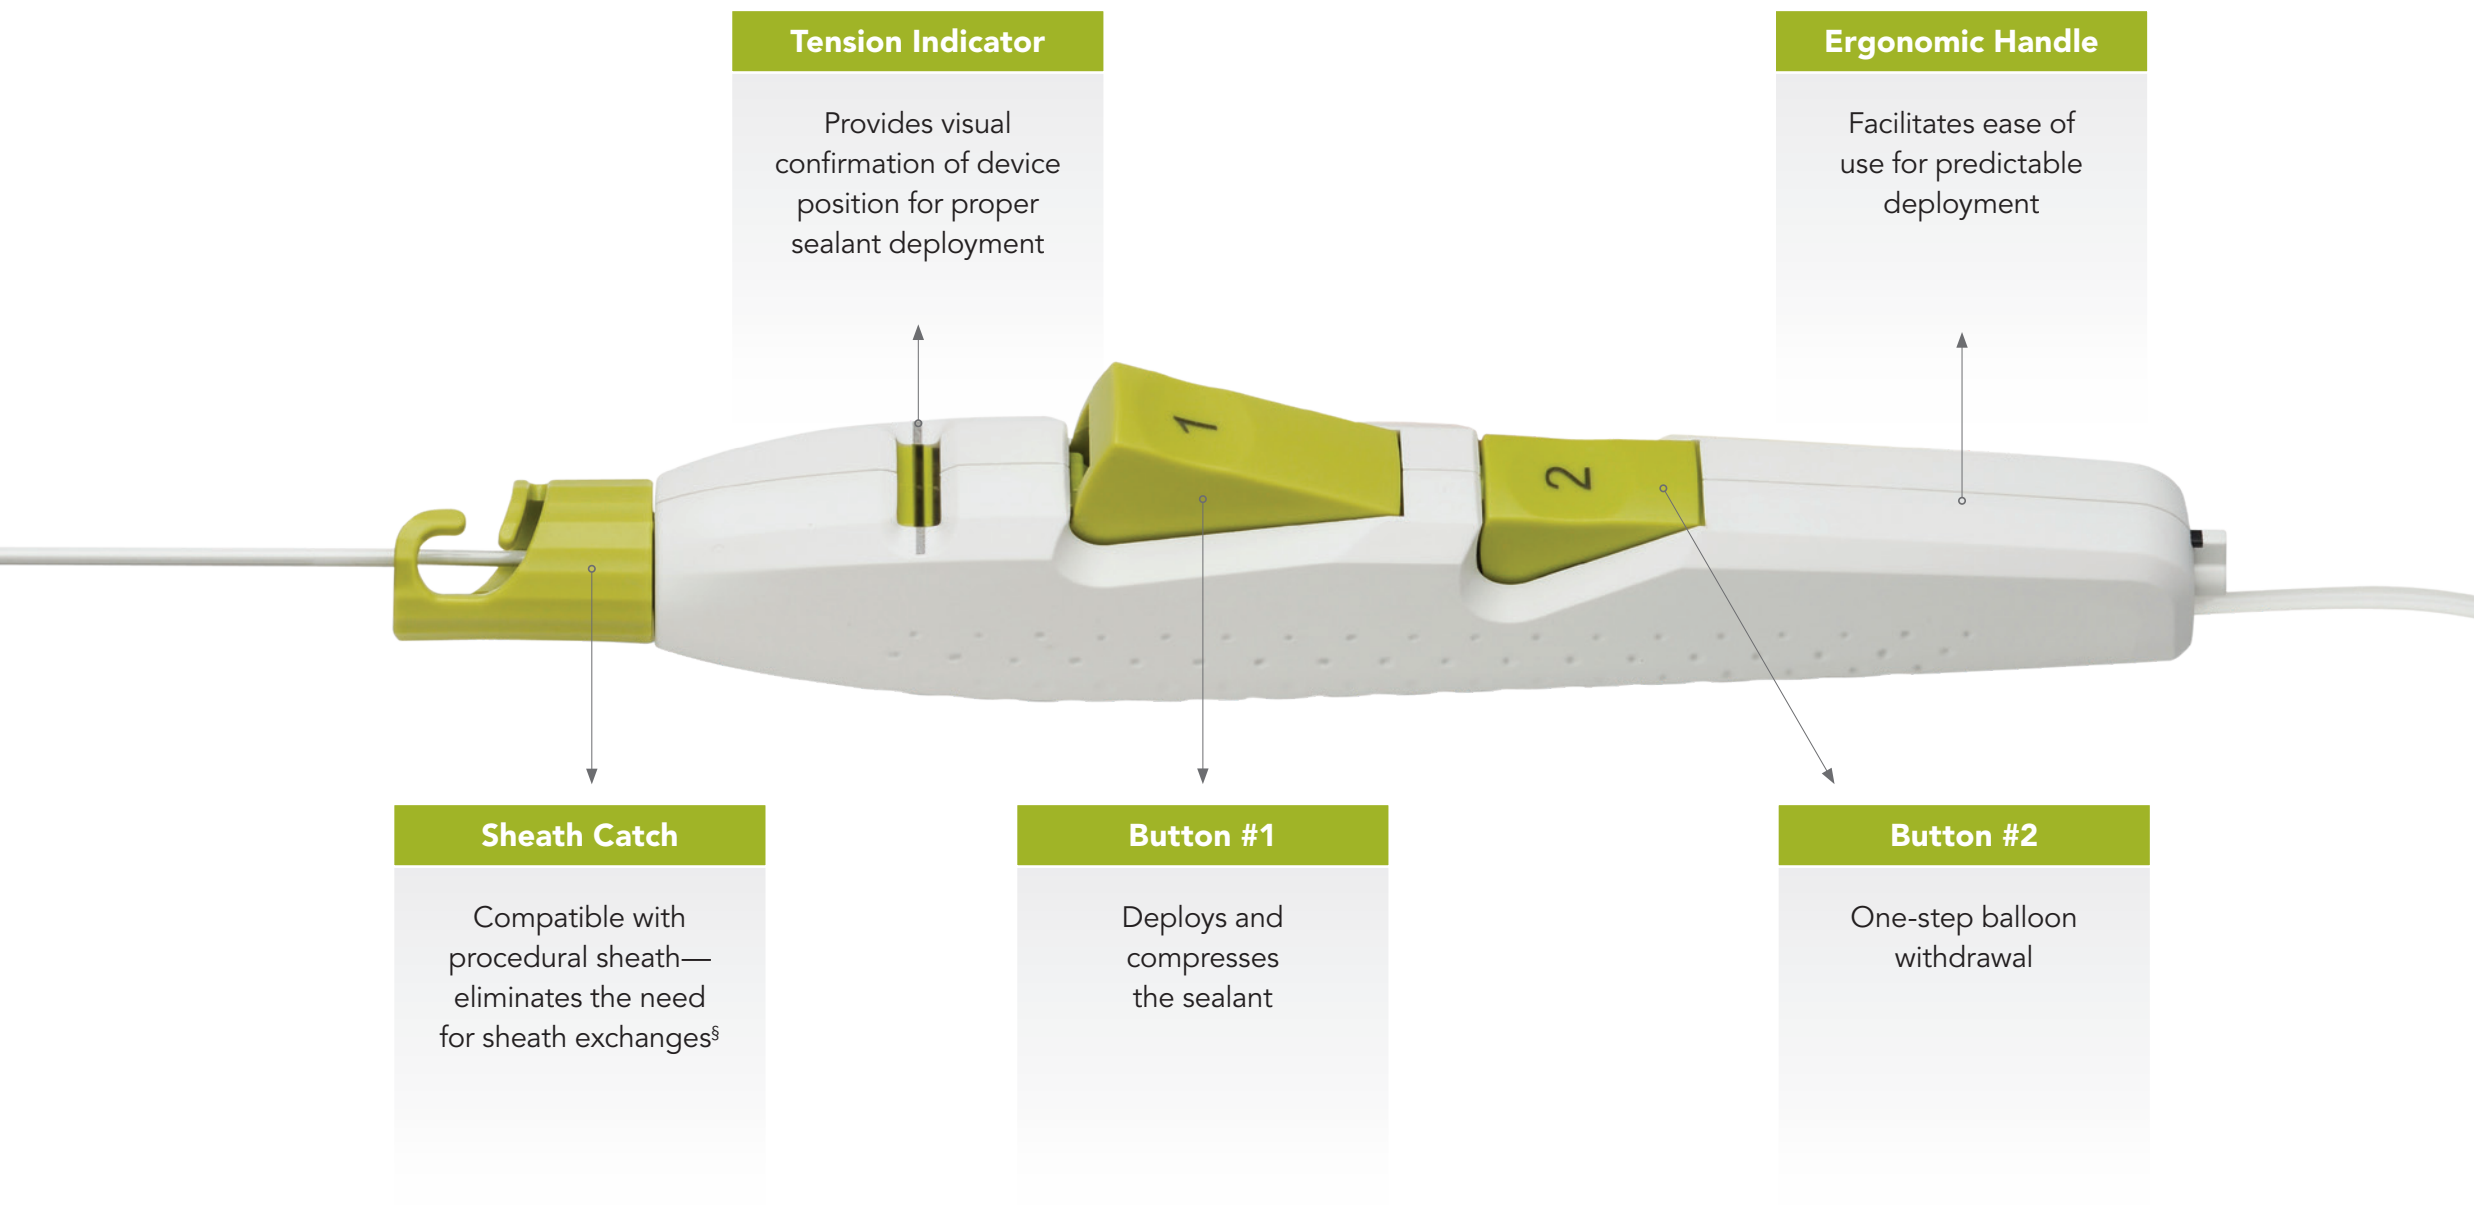 Tension Indicator
Provides visual
confirmation of device
position for proper
sealant deployment
Ergonomic Handle
Facilitates ease of
use for predictable
deployment
1
2
Sheath Catch
Compatible with
procedural sheath—
eliminates the need
for sheath exchanges§
Button #1
Deploys and
compresses
the sealant
Button #2
One-step balloon
withdrawal